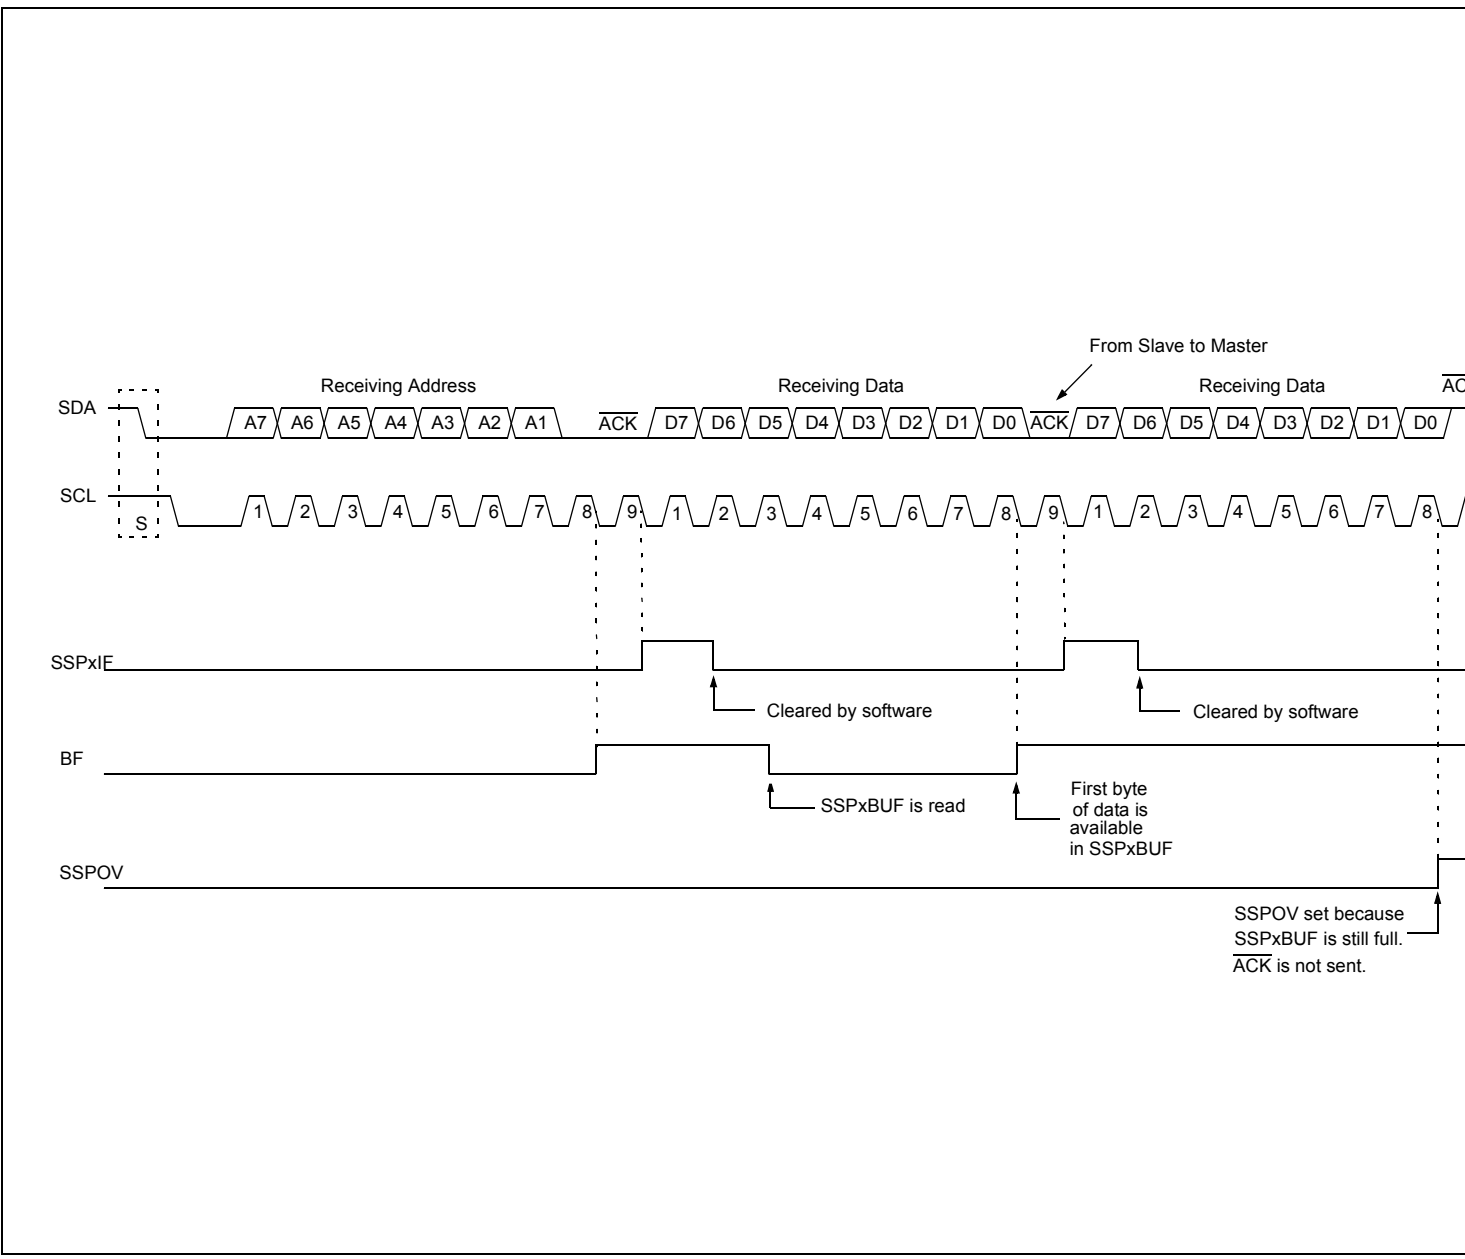 From Slave to Master
Receiving Address
Receiving Data
Receiving Data
AC
SDA
A7 A6 A5 A4 A3 A2 A1
ACK
D7 D6 D5 D4 D3 D2 D1 D0
ACK
D7 D6 D5 D4 D3 D2 D1 D0
SCL
S
1 2 3 4 5 6 7 8 9 1 2 3 4 5 6 7 8 9 1 2 3 4 5 6 7 8
SSPxIF
Cleared by software
Cleared by software
BF
SSPxBUF is read
First byte
of data is
available
in SSPxBUF
SSPOV
SSPOV set because
SSPxBUF is still full.
ACK is not sent.